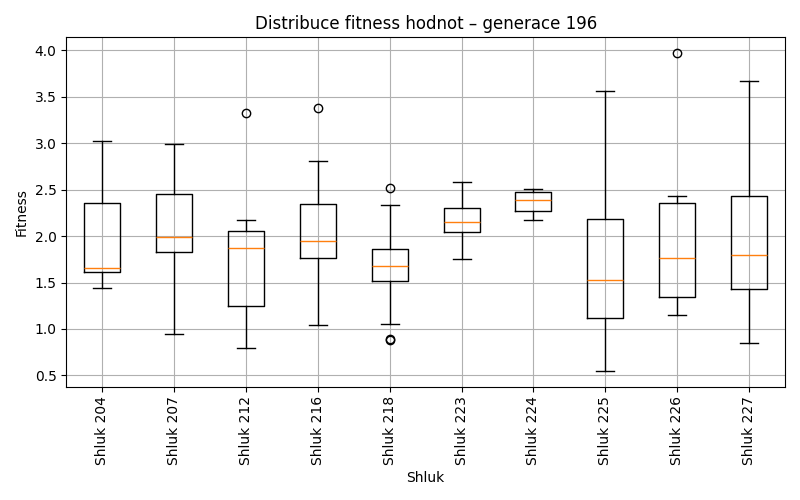 Distribuce fitness hodnot – generace 196
Fitness
4.0
3.5
3.0
2.5
2.0
1.5
1.0
0.5
Shluk 204
Shluk 207
Shluk 212
Shluk 216
Shluk 218
Shluk 223
Shluk 224
Shluk 225
Shluk 226
Shluk 227
Shluk